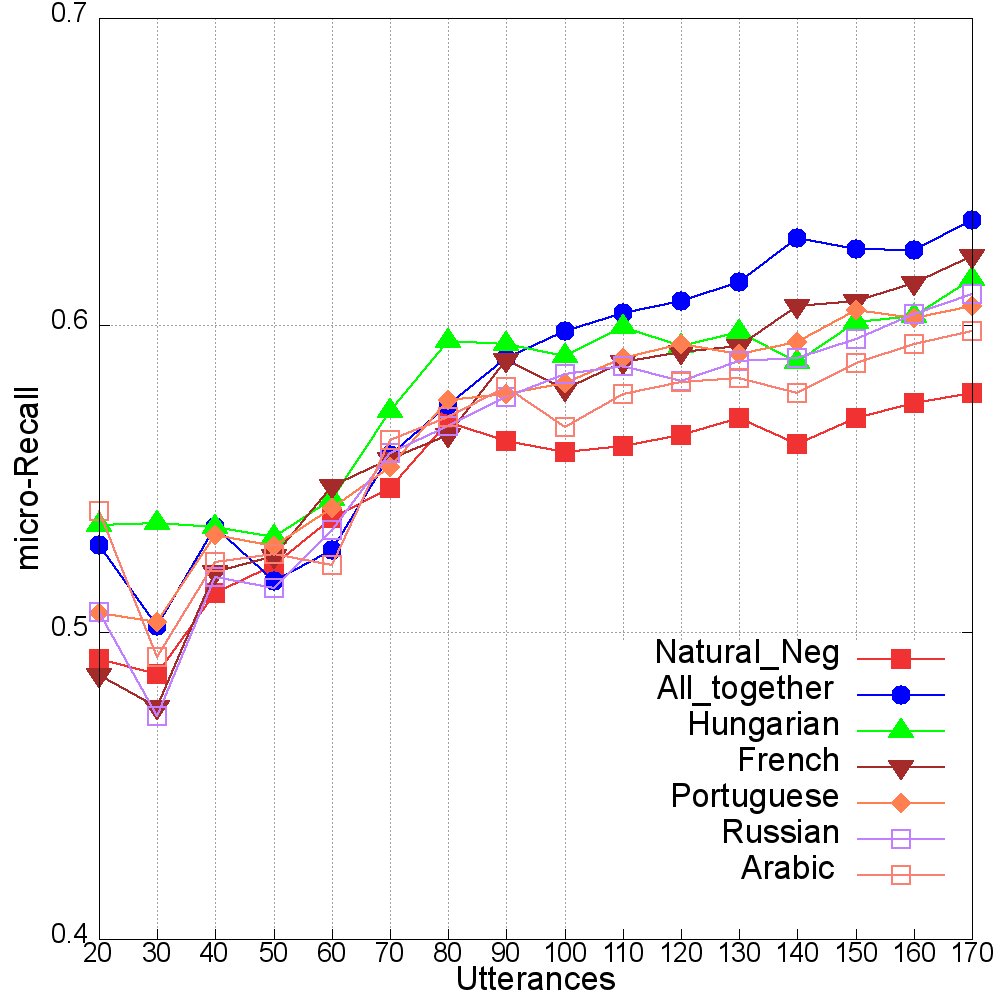 0.7
0.6
0.5
0.4
micro-Recall
Natural_Neg
All_together
Hungarian
French
Portuguese
Russian
Arabic
20 30 40 50 60 70 80 90 100 110 120 130 140 150 160 170
Utterances